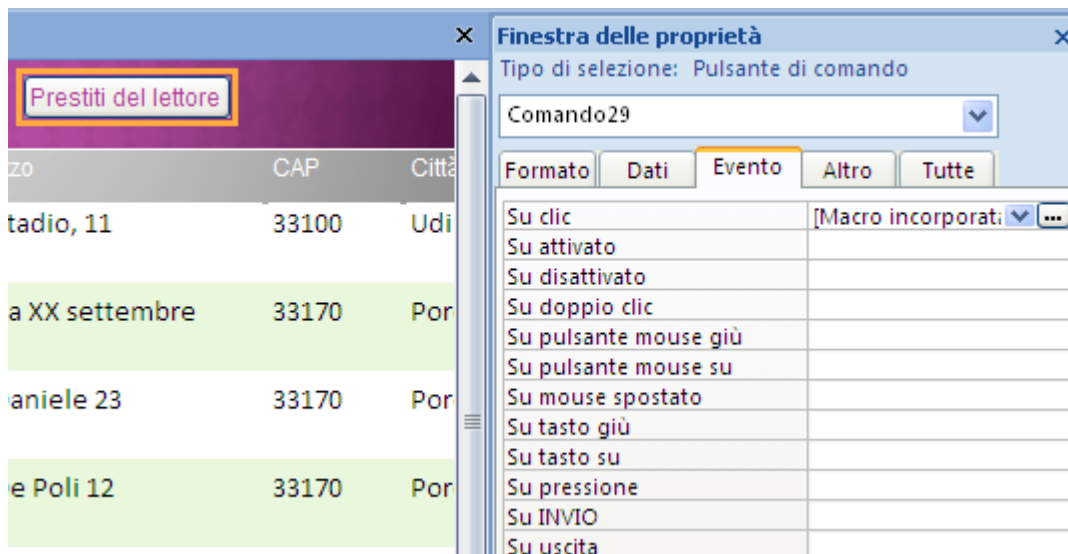 Prestiti del lettore
zo CAP Città
tadio, 11 33100 Udi
a XX settembre 33170 Por
aniele 23 33170 Por
e Poli 12 33170 Por
Finestra delle proprietà
Tipo di selezione: Pulsante di comando
Comando29
Formato Dati Evento Altro Tutte
Su clic [Macro incorporata ...
Su attivato
Su disattivato
Su doppio clic
Su pulsante mouse giù
Su pulsante mouse su
Su mouse spostato
Su tasto giù
Su tasto su
Su pressione
Su INVIO
Su uscita